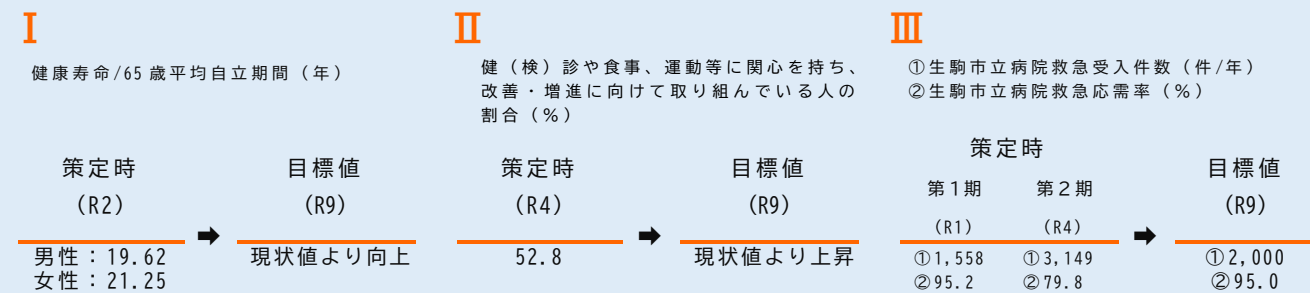 Ⅰ
健康寿命/65歳平均自立期間（年）
策定時
（R2）
男性：19.62
女性：21.25
➡
目標値
（R9）
現状値より向上
Ⅱ
健（検）診や食事、運動等に関心を持ち、
改善・増進に向けて取り組んでいる人の
割合（％）
策定時
（R4）
52.8
➡
目標値
（R9）
現状値より上昇
Ⅲ
①生駒市立病院救急受入件数（件/年）
②生駒市立病院救急応需率（％）
策定時
第1期
（R1）
①1,558
②95.2
第2期
（R4）
①3,149
②79.8
➡
目標値
（R9）
①2,000
②95.0